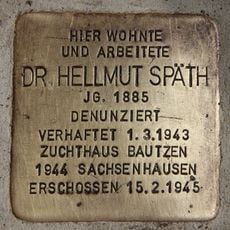 HIER WOHNTE
UND ARBEITETE
DR. HELLMUT SPÄTH
JG. 1885
DENUNZIERT
VERHAFTET 1.3.1943
ZUCHTHAUS BAUTZEN
1944 SACHSENHAUSEN
ERSCHOSSEN 15.2.1945